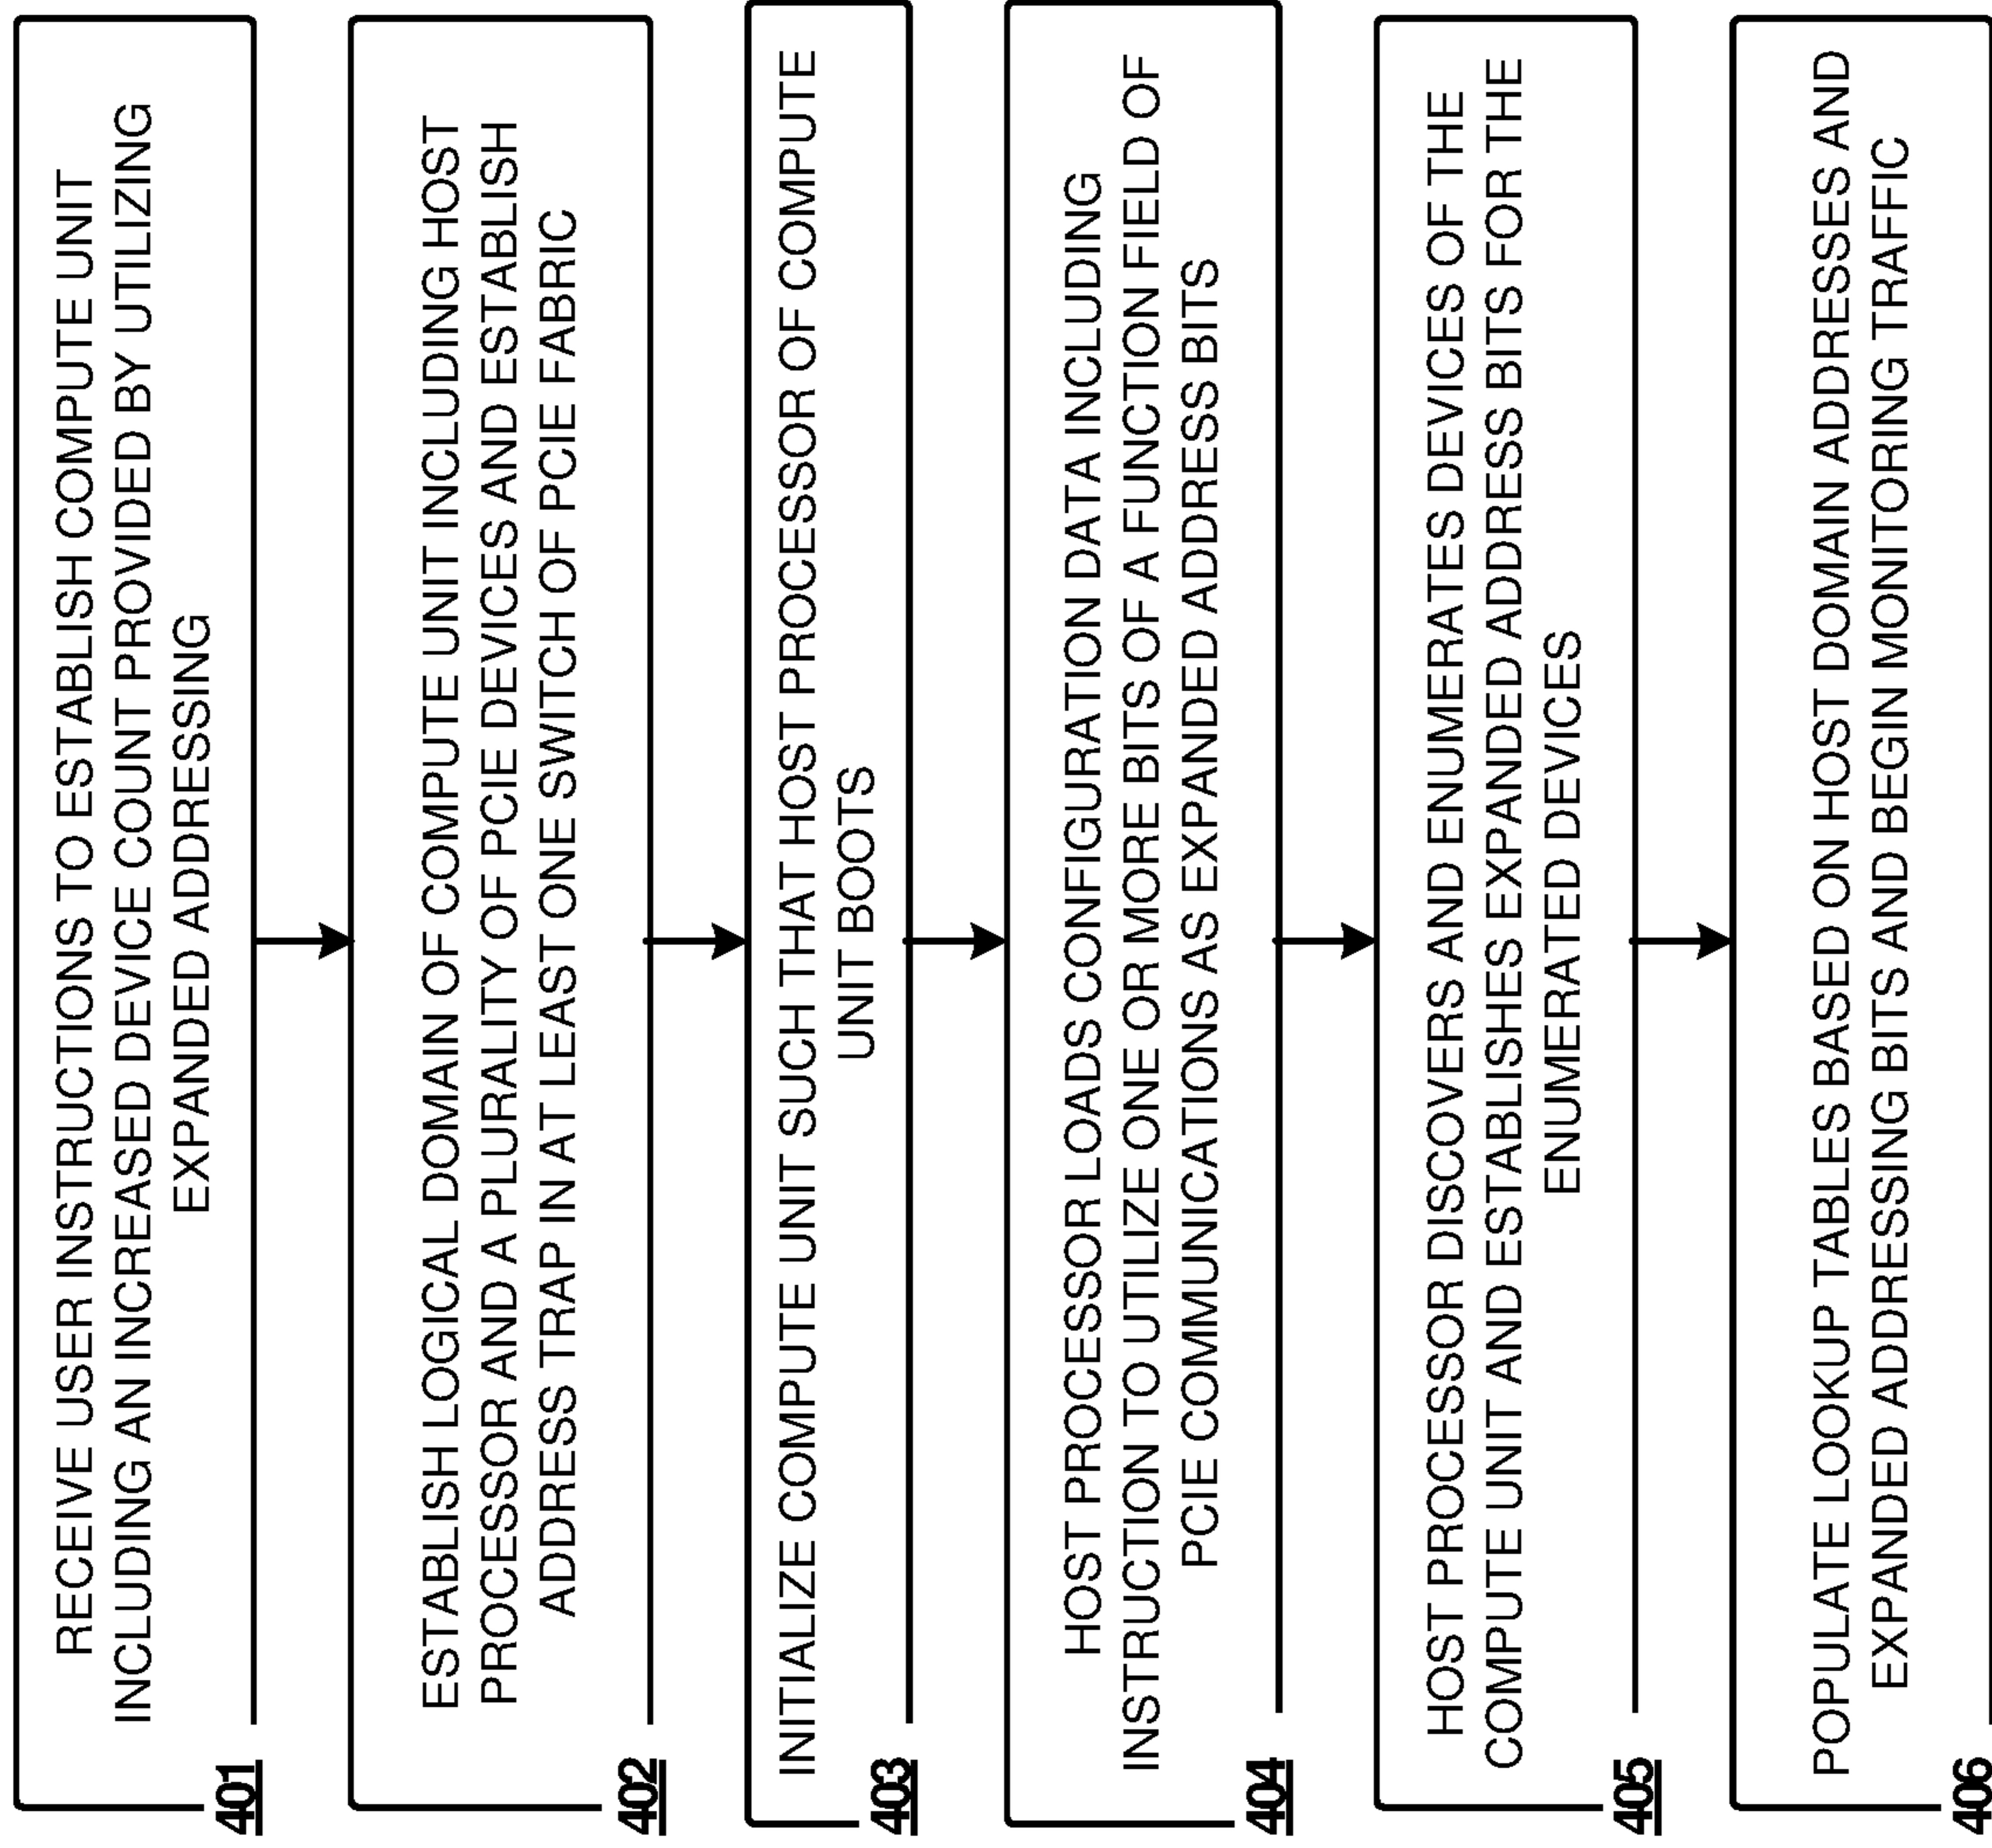 RECEIVE USER INSTRUCTIONS TO ESTABLISH COMPUTE UNIT
INCLUDING AN INCREASED DEVICE COUNT PROVIDED BY UTILIZING
EXPANDED ADDRESSING
401
ESTABLISH LOGICAL DOMAIN OF COMPUTE UNIT INCLUDING HOST
PROCESSOR AND A PLURALITY OF PCIE DEVICES AND ESTABLISH
ADDRESS TRAP IN AT LEAST ONE SWITCH OF PCIE FABRIC
402
INITIALIZE COMPUTE UNIT SUCH THAT HOST PROCESSOR OF COMPUTE
UNIT BOOTS
403
HOST PROCESSOR LOADS CONFIGURATION DATA INCLUDING
INSTRUCTION TO UTILIZE ONE OR MORE BITS OF A FUNCTION FIELD OF
PCIE COMMUNICATIONS AS EXPANDED ADDRESS BITS
404
HOST PROCESSOR DISCOVERS AND ENUMERATES DEVICES OF THE
COMPUTE UNIT AND ESTABLISHES EXPANDED ADDRESS BITS FOR THE
ENUMERATED DEVICES
405
POPULATE LOOKUP TABLES BASED ON HOST DOMAIN ADDRESSES AND
EXPANDED ADDRESSING BITS AND BEGIN MONITORING TRAFFIC
406